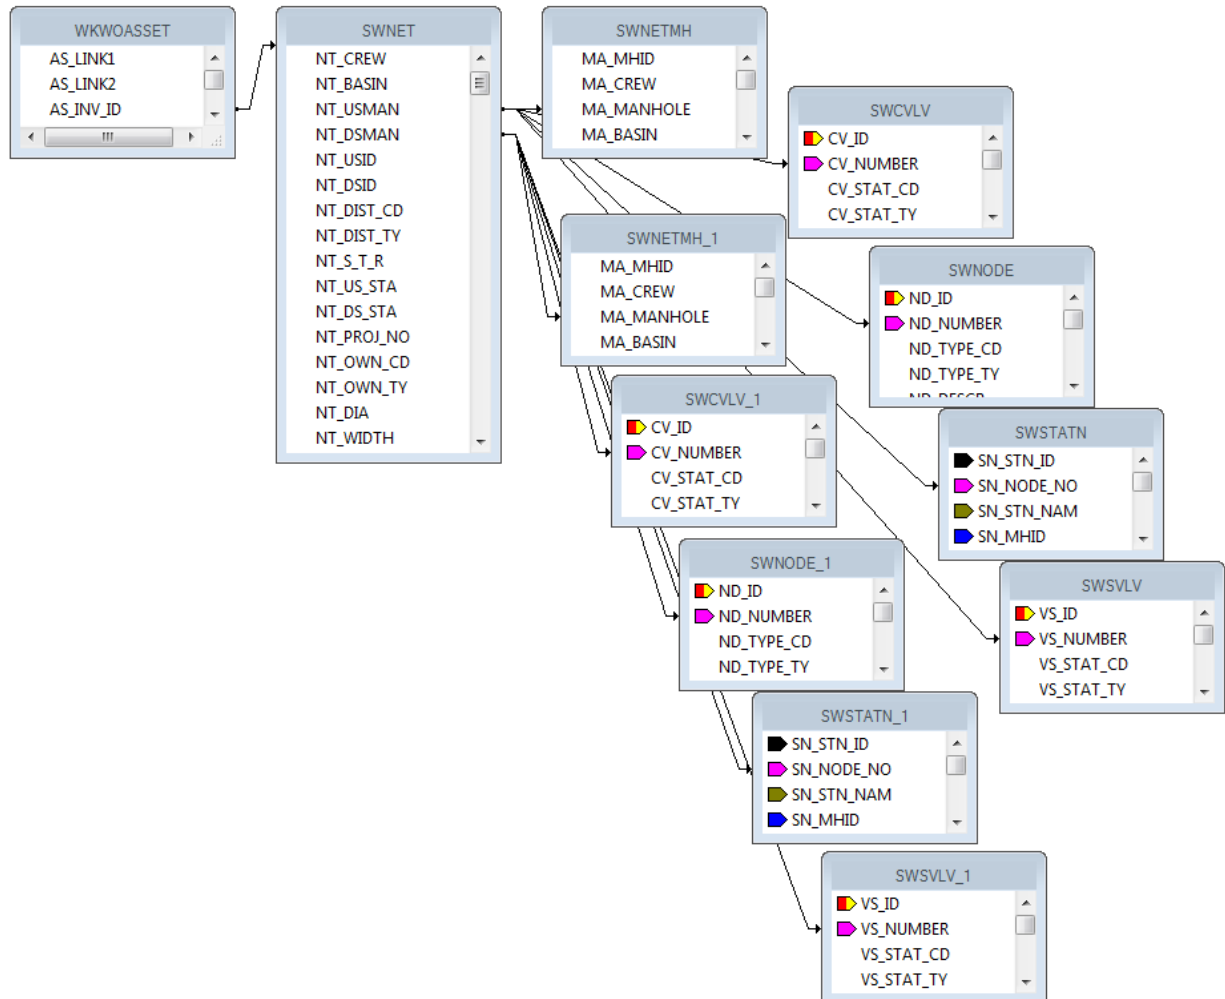 WKWOASSET
AS_LINK1
AS_LINK2
AS_INV_ID
SWNET
NT_CREW
NT_BASIN
NT_USMAN
NT_DSMAN
NT_USID
NT_DSID
NT_DIST_CD
NT_DIST_TY
NT_S_T_R
NT_US_STA
NT_DS_STA
NT_PROJ_NO
NT_OWN_CD
NT_OWN_TY
NT_DIA
NT_WIDTH
SWNETMH
MA_MHID
MA_CREW
MA_MANHOLE
MA_BASIN
SWCVLV
CV_ID
CV_NUMBER
CV_STAT_CD
CV_STAT_TY
SWNETMH_1
MA_MHID
MA_CREW
MA_MANHOLE
MA_BASIN
SWNODE
ND_ID
ND_NUMBER
ND_TYPE_CD
ND_TYPE_TY
SWCVLV_1
CV_ID
CV_NUMBER
CV_STAT_CD
CV_STAT_TY
SWSTATN
SN_STN_ID
SN_NODE_NO
SN_STN_NAM
SN_MHID
SWNODE_1
ND_ID
ND_NUMBER
ND_TYPE_CD
ND_TYPE_TY
SWSVLV
VS_ID
VS_NUMBER
VS_STAT_CD
VS_STAT_TY
SWSTATN_1
SN_STN_ID
SN_NODE_NO
SN_STN_NAM
SN_MHID
SWSVLV_1
VS_ID
VS_NUMBER
VS_STAT_CD
VS_STAT_TY